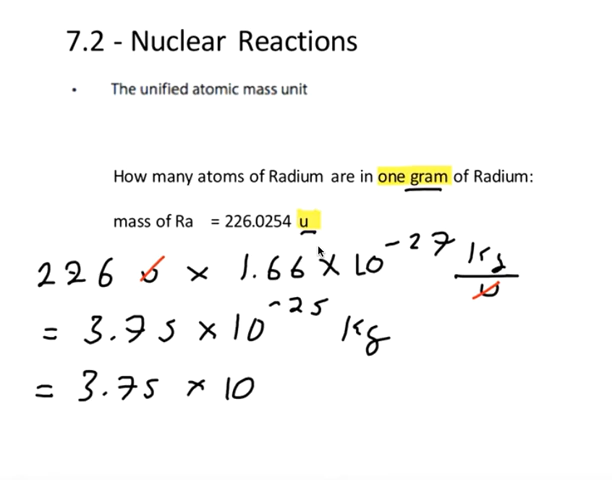 7.2 - Nuclear Reactions
• The unified atomic mass unit
How many atoms of Radium are in one gram of Radium:
mass of Ra = 226.0254 u
226 u × 1.66 × 10^-27 Kg/u
= 3.75 × 10^-25 Kg
= 3.75 × 10